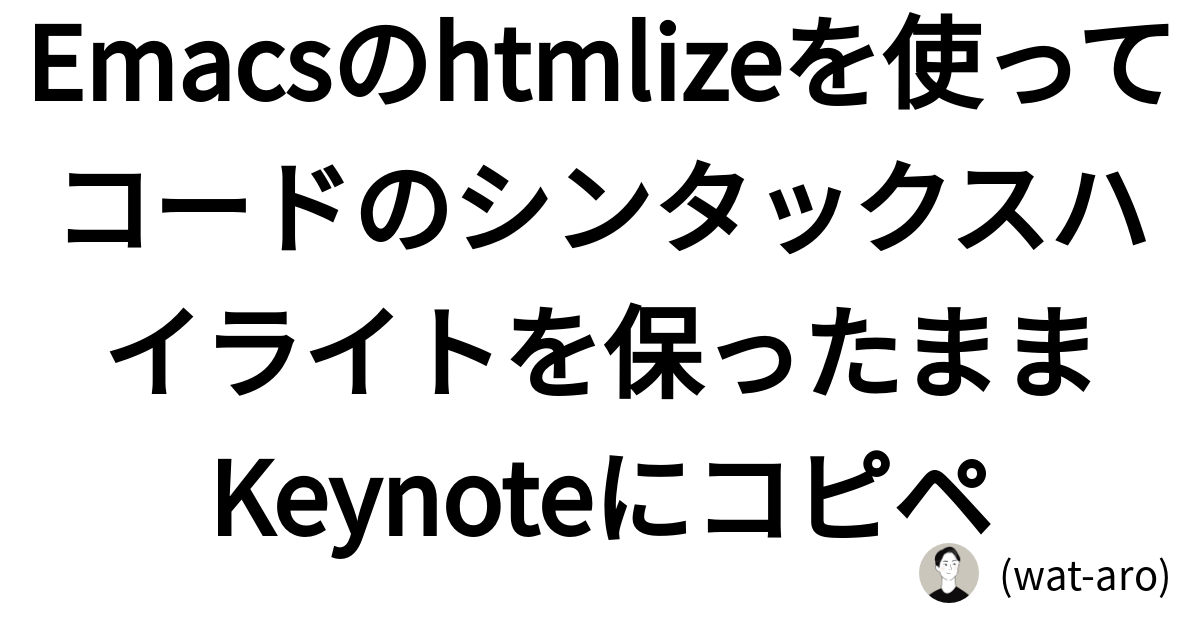 Emacsのhtmlizeを使って
コードのシンタックスハ
イライトを保ったまま
Keynoteにコピペ
(wat-aro)